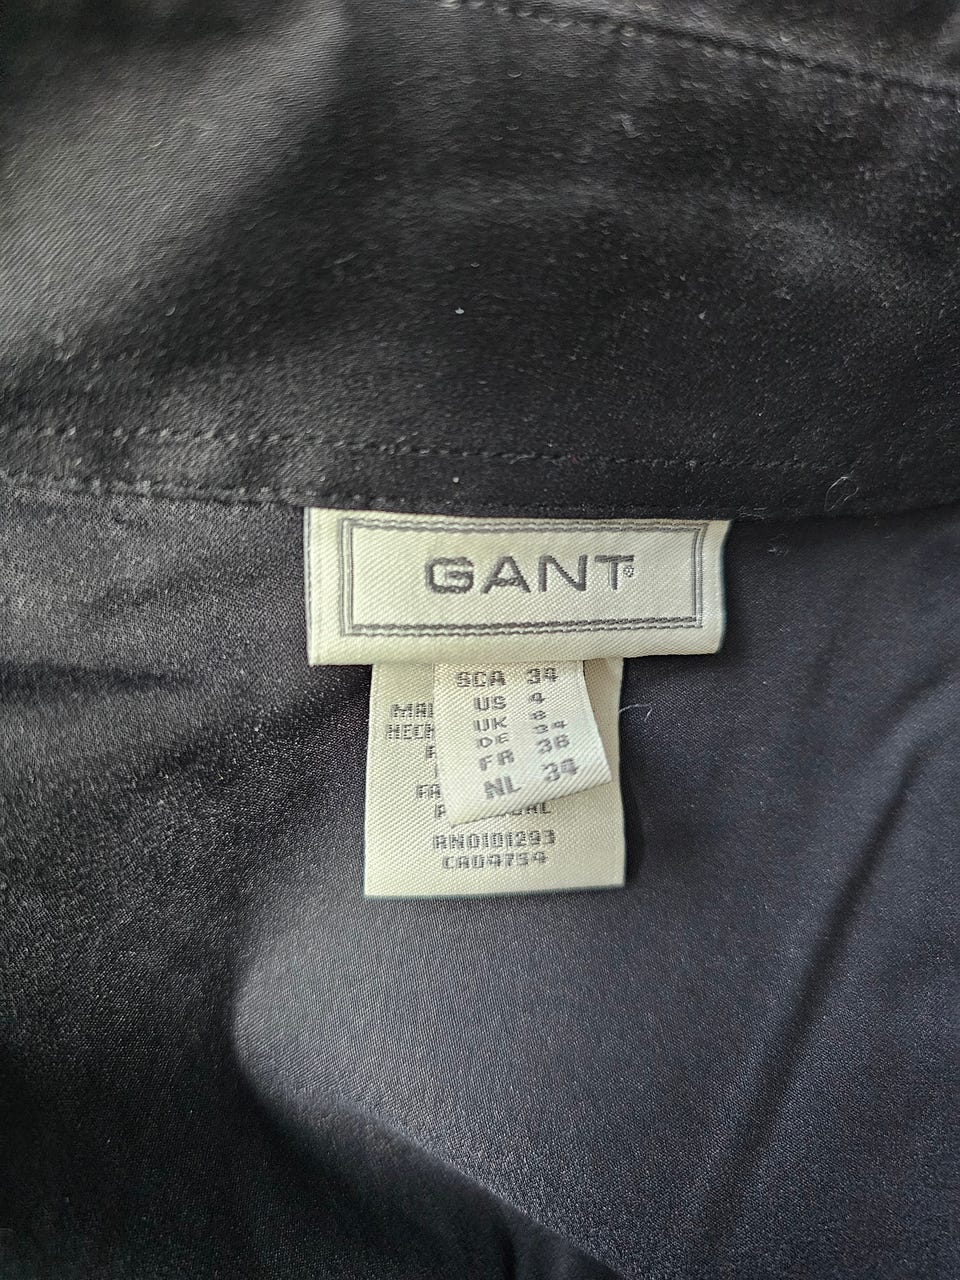 GANT
SCA 34
US 4
UK 8
DE 34
FR 36
NL 34
RN0101293
CA04754